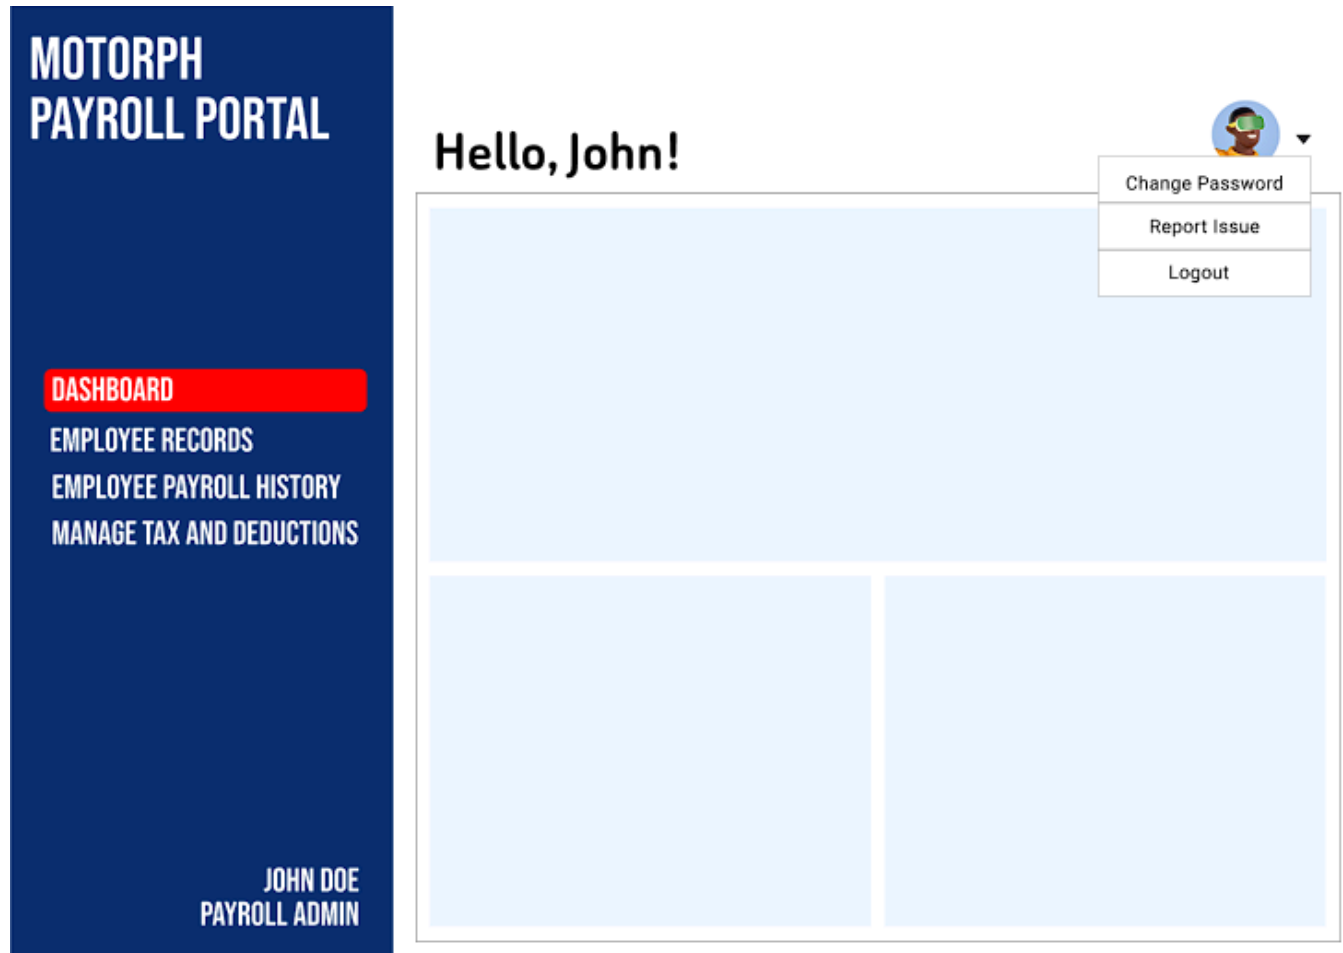 MOTORPH
PAYROLL PORTAL
Hello, John!
Change Password
Report Issue
Logout
DASHBOARD
EMPLOYEE RECORDS
EMPLOYEE PAYROLL HISTORY
MANAGE TAX AND DEDUCTIONS
JOHN DOE
PAYROLL ADMIN